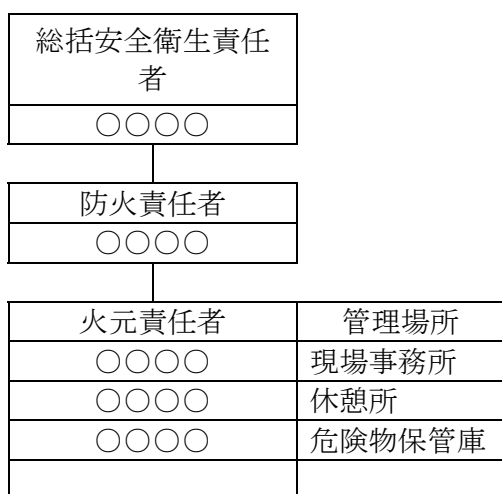 総括安全衛生責任
者
○○○○
防火責任者
○○○○
火元責任者 管理場所
○○○○ 現場事務所
○○○○ 休憩所
○○○○ 危険物保管庫